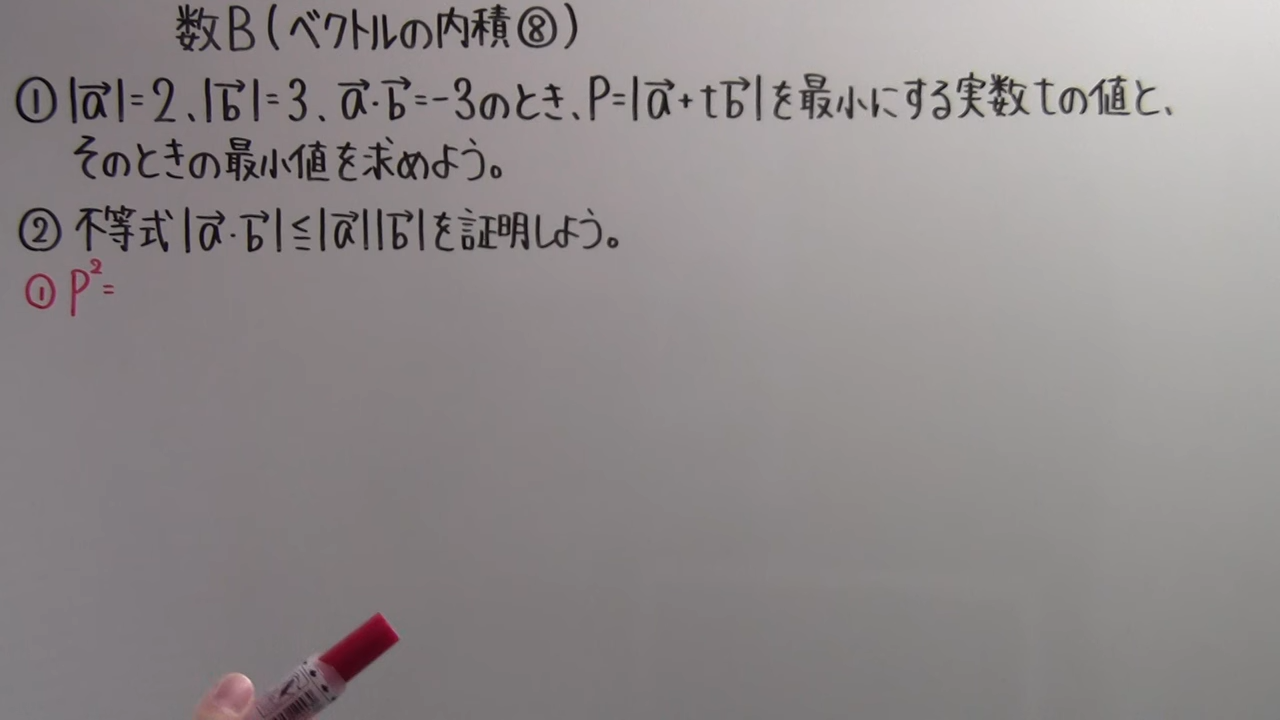 数B(ベクトルの内積⑧)
① |a⃗|=2、|b⃗|=3、a⃗・b⃗=-3のとき、P=|a⃗+tb⃗|を最小にする実数tの値と、
そのときの最小値を求めよう。
② 不等式|a⃗・b⃗|≦|a⃗||b⃗|を証明しよう。
① P²=